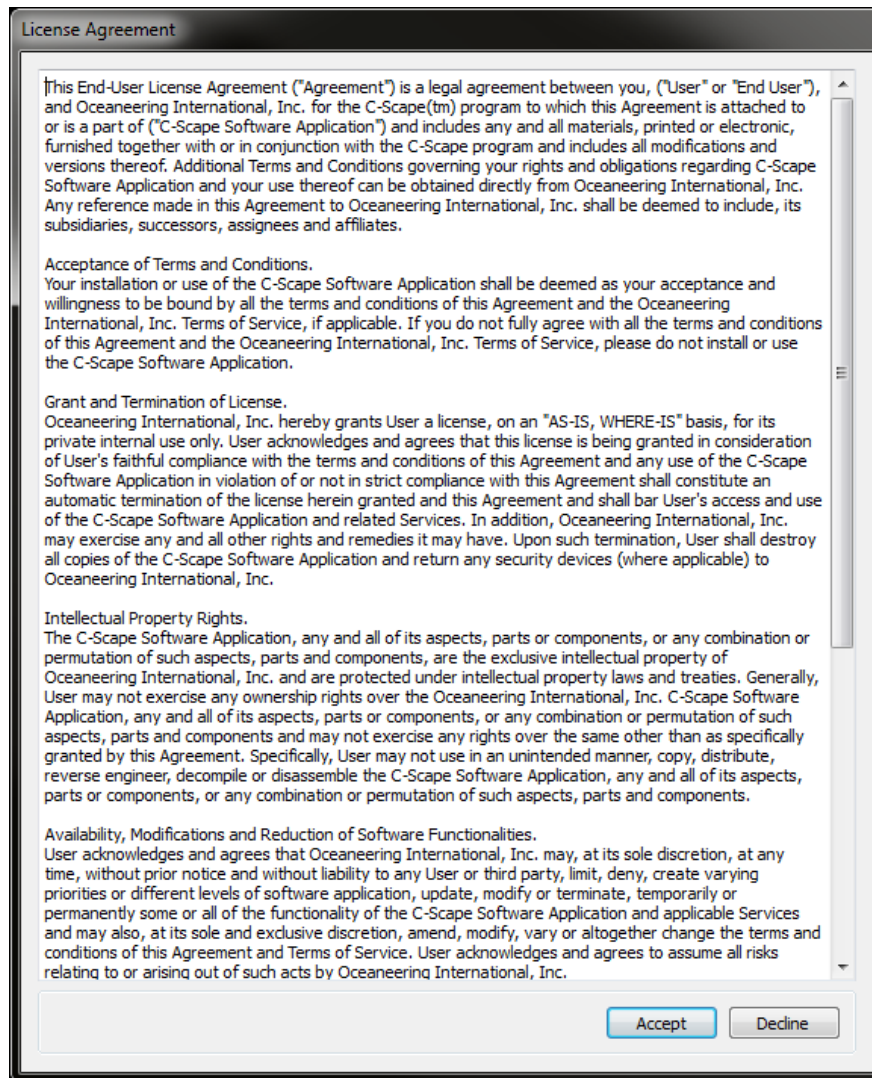 License Agreement
This End-User License Agreement ("Agreement") is a legal agreement between you, ("User" or "End User"),
and Oceaneering International, Inc. for the C-Scape(tm) program to which this Agreement is attached to
or is a part of ("C-Scape Software Application") and includes any and all materials, printed or electronic,
furnished together with or in conjunction with the C-Scape program and includes all modifications and
versions thereof. Additional Terms and Conditions governing your rights and obligations regarding C-Scape
Software Application and your use thereof can be obtained directly from Oceaneering International, Inc.
Any reference made in this Agreement to Oceaneering International, Inc. shall be deemed to include, its
subsidiaries, successors, assignees and affiliates.
Acceptance of Terms and Conditions.
Your installation or use of the C-Scape Software Application shall be deemed as your acceptance and
willingness to be bound by all the terms and conditions of this Agreement and the Oceaneering
International, Inc. Terms of Service, if applicable. If you do not fully agree with all the terms and conditions
of this Agreement and the Oceaneering International, Inc. Terms of Service, please do not install or use
the C-Scape Software Application.
Grant and Termination of License.
Oceaneering International, Inc. hereby grants User a license, on an "AS-IS, WHERE-IS" basis, for its
private internal use only. User acknowledges and agrees that this license is being granted in consideration
of User's faithful compliance with the terms and conditions of this Agreement and any use of the C-Scape
Software Application in violation of or not in strict compliance with this Agreement shall constitute an
automatic termination of the license herein granted and this Agreement and shall bar User's access and use
of the C-Scape Software Application and related Services. In addition, Oceaneering International, Inc.
may exercise any and all other rights and remedies it may have. Upon such termination, User shall destroy
all copies of the C-Scape Software Application and return any security devices (where applicable) to
Oceaneering International, Inc.
Intellectual Property Rights.
The C-Scape Software Application, any and all of its aspects, parts or components, or any combination or
permutation of such aspects, parts and components, are the exclusive intellectual property of
Oceaneering International, Inc. and are protected under intellectual property laws and treaties. Generally,
User may not exercise any ownership rights over the Oceaneering International, Inc. C-Scape Software
Application, any and all of its aspects, parts or components, or any combination or permutation of such
aspects, parts and components and may not exercise any rights over the same other than as specifically
granted by this Agreement. Specifically, User may not use in an unintended manner, copy, distribute,
reverse engineer, decompile or disassemble the C-Scape Software Application, any and all of its aspects,
parts or components, or any combination or permutation of such aspects, parts and components.
Availability, Modifications and Reduction of Software Functionalities.
User acknowledges and agrees that Oceaneering International, Inc. may, at its sole discretion, at any
time, without prior notice and without liability to any User or third party, limit, deny, create varying
priorities or different levels of software application, update, modify or terminate, temporarily or
permanently some or all of the functionality of the C-Scape Software Application and applicable Services
and may also, at its sole and exclusive discretion, amend, modify, vary or altogether change the terms and
conditions of this Agreement and Terms of Service. User acknowledges and agrees to assume all risks
relating to or arising out of such acts by Oceaneering International, Inc.
Accept
Decline